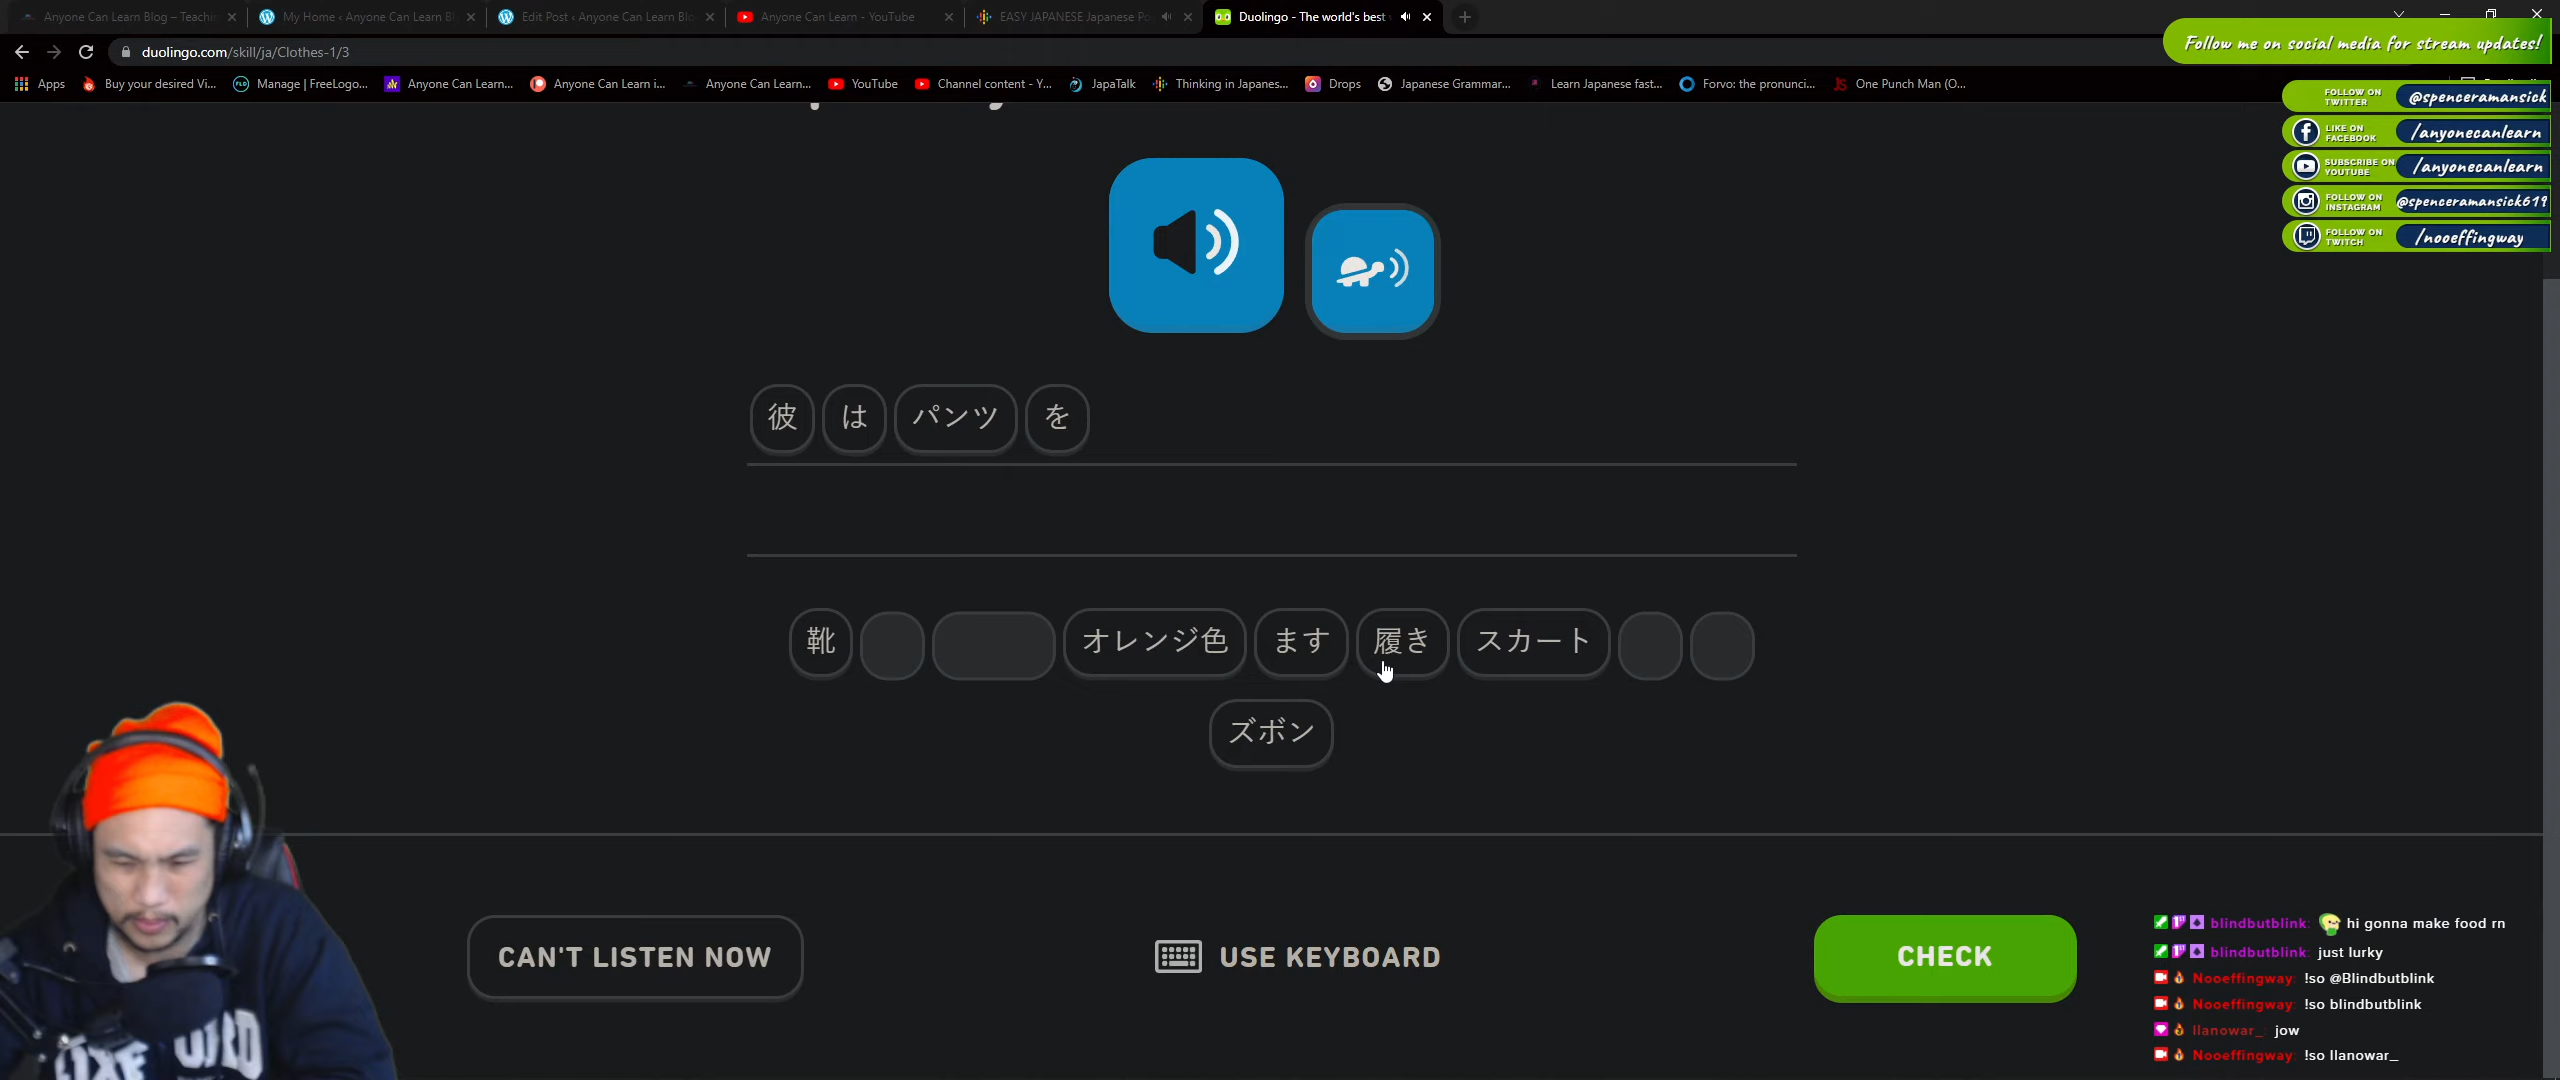 Anyone Can Learn Blog – Teachin
My Home ‹ Anyone Can Learn Bl
Edit Post ‹ Anyone Can Learn Blo
Anyone Can Learn - YouTube
EASY JAPANESE Japanese Po
Duolingo - The world's best
duolingo.com/skill/ja/Clothes-1/3
Follow me on social media for stream updates!
Apps
Buy your desired Vi...
Manage | FreeLogo...
Anyone Can Learn...
Anyone Can Learn i...
Anyone Can Learn...
YouTube
Channel content - Y...
JapaTalk
Thinking in Japanes...
Drops
Japanese Grammar...
Learn Japanese fast...
Forvo: the pronunci...
One Punch Man (O...
FOLLOW ON TWITTER @spenceramansick
LIKE ON FACEBOOK /anyonecanlearn
SUBSCRIBE ON YOUTUBE /anyonecanlearn
FOLLOW ON INSTAGRAM @spenceramansick619
FOLLOW ON TWITCH /nooeffingway
彼 は パンツ を
靴 オレンジ色 ます 履き スカート
ズボン
CAN'T LISTEN NOW
USE KEYBOARD
CHECK
blindbutblink: hi gonna make food rn
blindbutblink: just lurky
Nooeffingway: !so @Blindbutblink
Nooeffingway: !so blindbutblink
llanowar_: jow
Nooeffingway: !so llanowar_